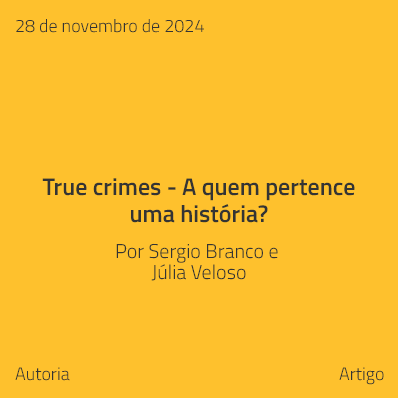 28 de novembro de 2024
True crimes - A quem pertence
uma história?
Por Sergio Branco e
Júlia Veloso
Autoria
Artigo